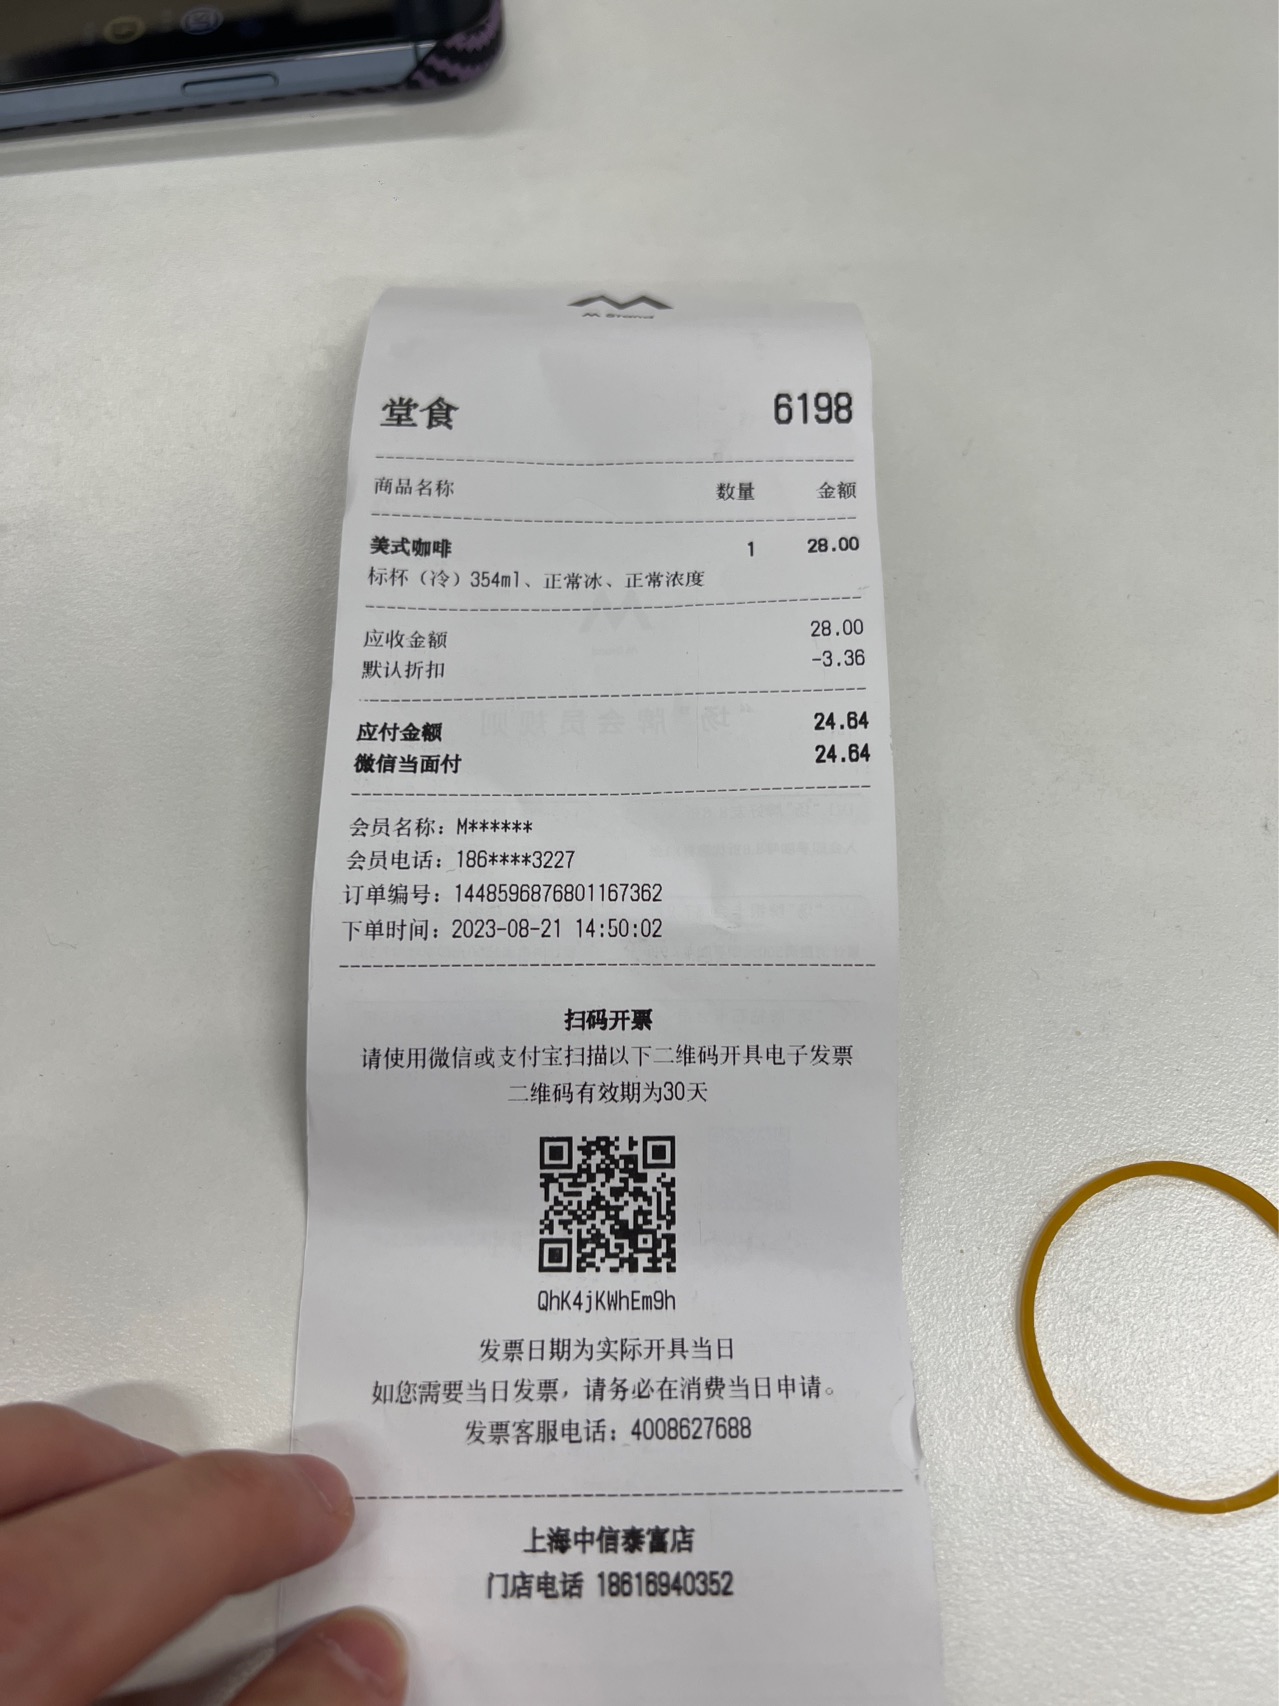 M Stand
堂食 6198
商品名称 数量 金额
美式咖啡 1 28.00
标杯（冷）354ml、正常冰、正常浓度
应收金额 28.00
默认折扣 -3.36
应付金额 24.64
微信当面付 24.64
会员名称：M******
会员电话：186****3227
订单编号：1448596876801167362
下单时间：2023-08-21 14:50:02
扫码开票
请使用微信或支付宝扫描以下二维码开具电子发票
二维码有效期为30天
QhK4jKWhEm9h
发票日期为实际开具当日
如您需要当日发票，请务必在消费当日申请。
发票客服电话：4008627688
上海中信泰富店
门店电话 18616940352